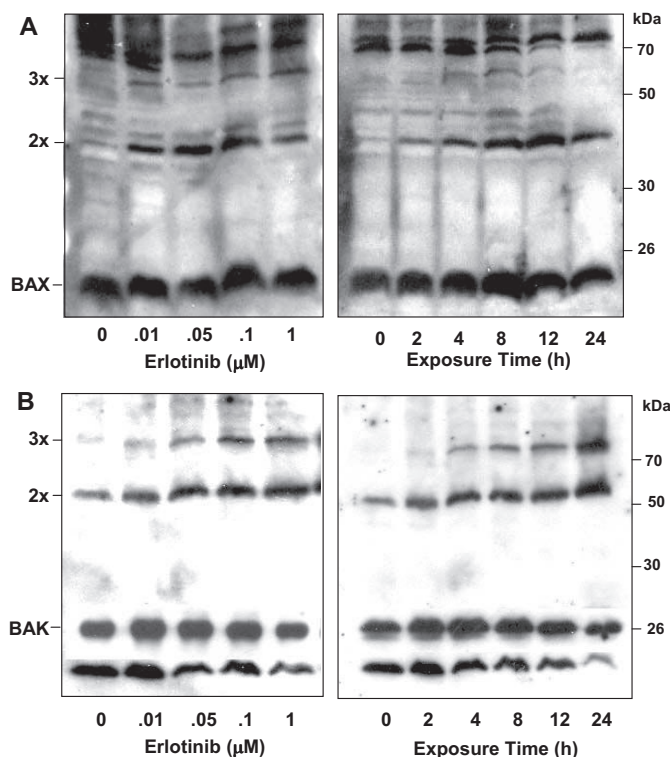 A
kDa
3x
70
50
2x
30
26
BAX
0 .01 .05 .1 1
0 2 4 8 12 24
Erlotinib (μM)
Exposure Time (h)
B
kDa
3x
70
2x
50
30
BAK
26
0 .01 .05 .1 1
0 2 4 8 12 24
Erlotinib (μM)
Exposure Time (h)